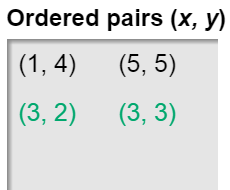 Ordered pairs (x, y)
(1, 4) (5, 5)
(3, 2) (3, 3)